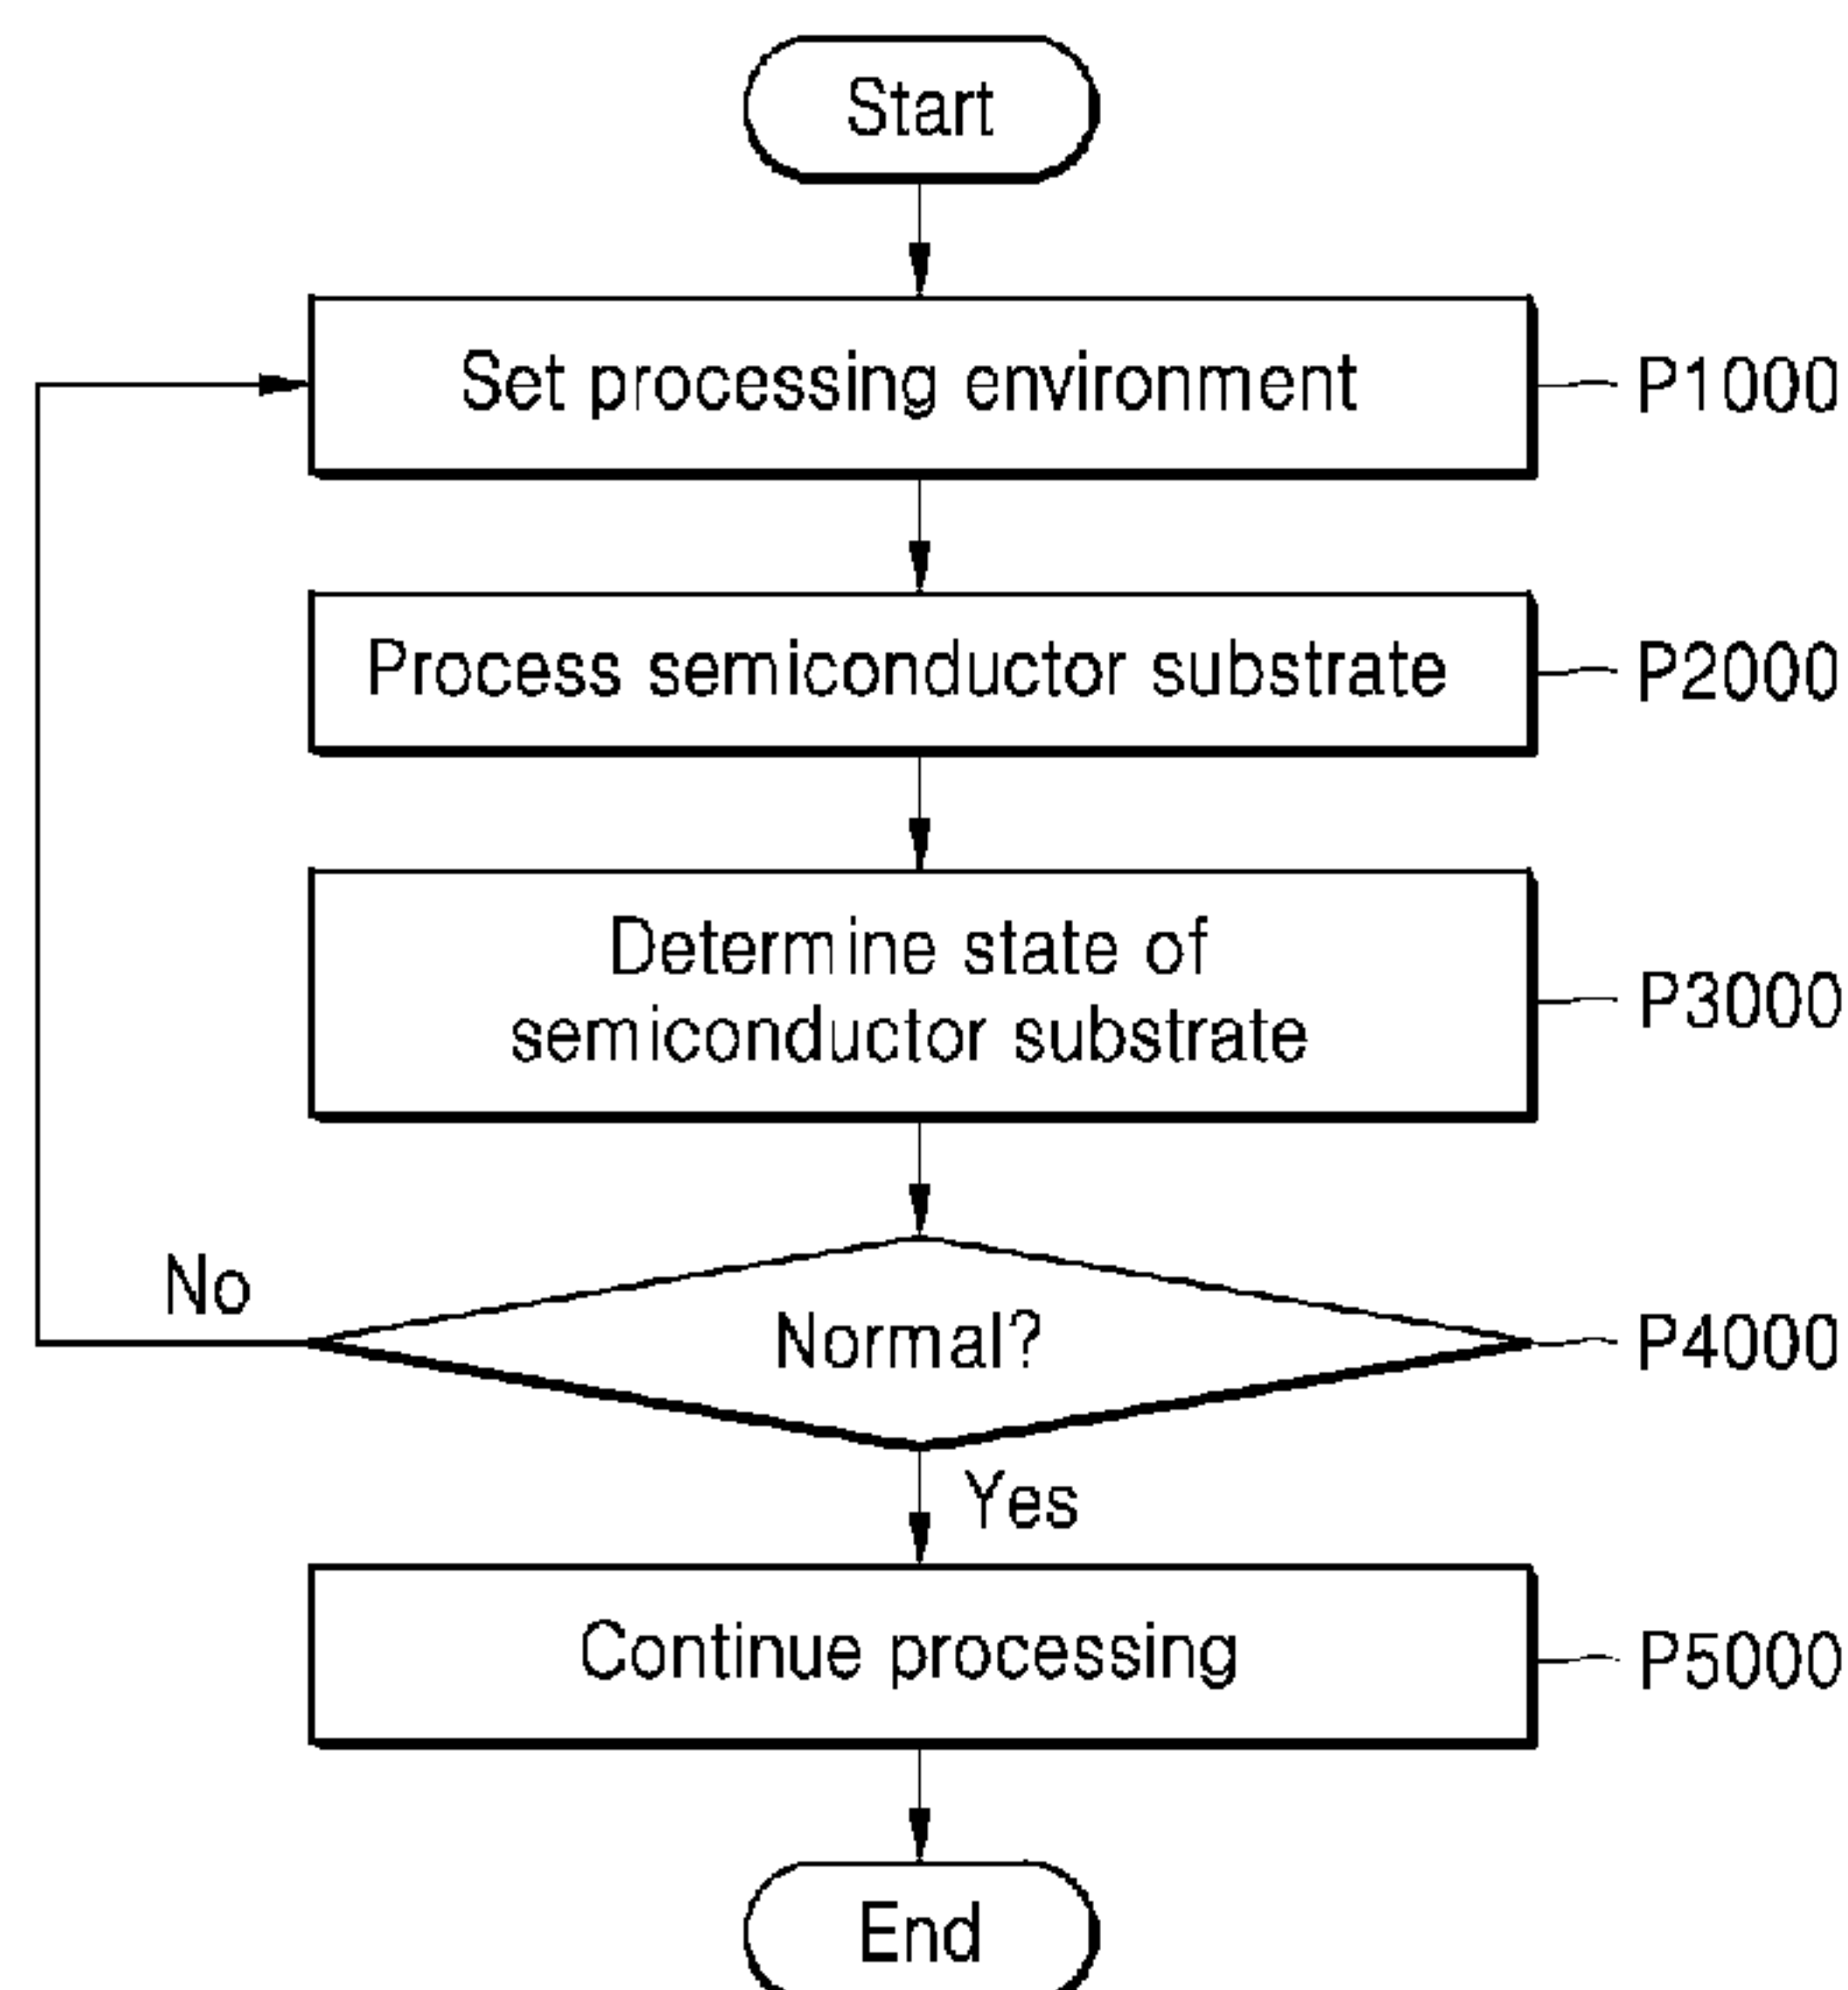 Start
Set processing environment
P1000
Process semiconductor substrate
P2000
Determine state of
semiconductor substrate
P3000
No
Normal?
P4000
Yes
Continue processing
P5000
End